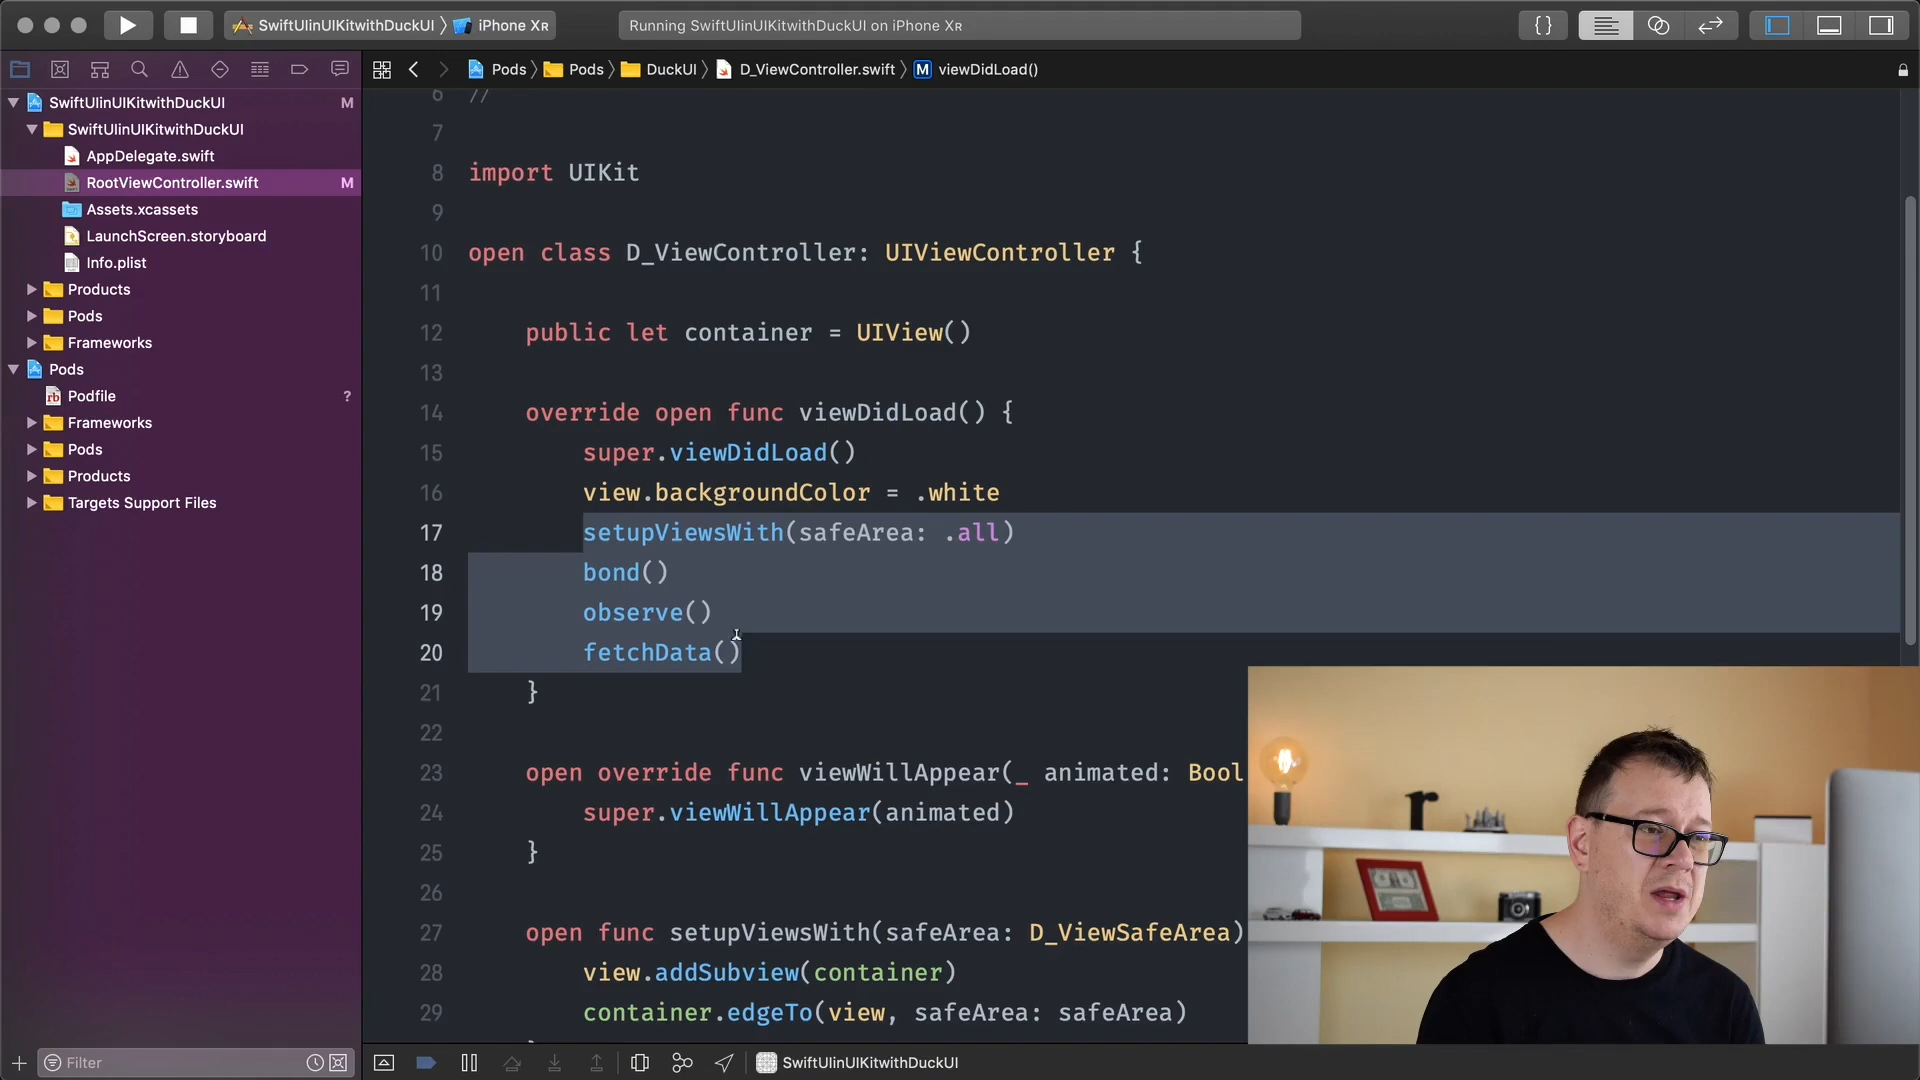 SwiftUIinUIKitwithDuckUI
iPhone XR
Running SwiftUIinUIKitwithDuckUI on iPhone XR
{ }
Pods
Pods
DuckUI
D_ViewController.swift
M
viewDidLoad()
SwiftUIinUIKitwithDuckUI
M
SwiftUIinUIKitwithDuckUI
AppDelegate.swift
RootViewController.swift
M
Assets.xcassets
LaunchScreen.storyboard
Info.plist
Products
Pods
Frameworks
Pods
Podfile
?
Frameworks
Pods
Products
Targets Support Files
6 //
7
8 import UIKit
9
10 open class D_ViewController: UIViewController {
11
12 public let container = UIView()
13
14 override open func viewDidLoad() {
15 super.viewDidLoad()
16 view.backgroundColor = .white
17 setupViewsWith(safeArea: .all)
18 bond()
19 observe()
20 fetchData()
21 }
22
23 open override func viewWillAppear(_ animated: Bool
24 super.viewWillAppear(animated)
25 }
26
27 open func setupViewsWith(safeArea: D_ViewSafeArea)
28 view.addSubview(container)
29 container.edgeTo(view, safeArea: safeArea)
Filter
SwiftUIinUIKitwithDuckUI